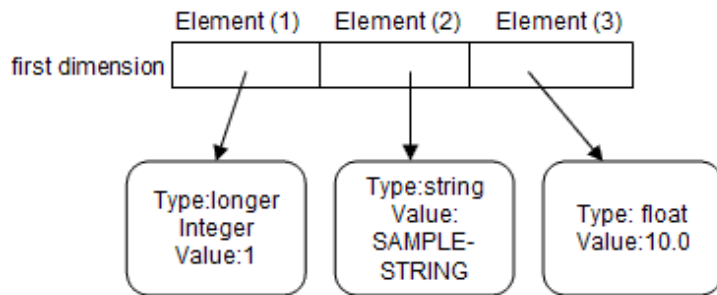 Element (1) Element (2) Element (3)
first dimension
Type:longer
Integer
Value:1
Type:string
Value:
SAMPLE-
STRING
Type: float
Value:10.0